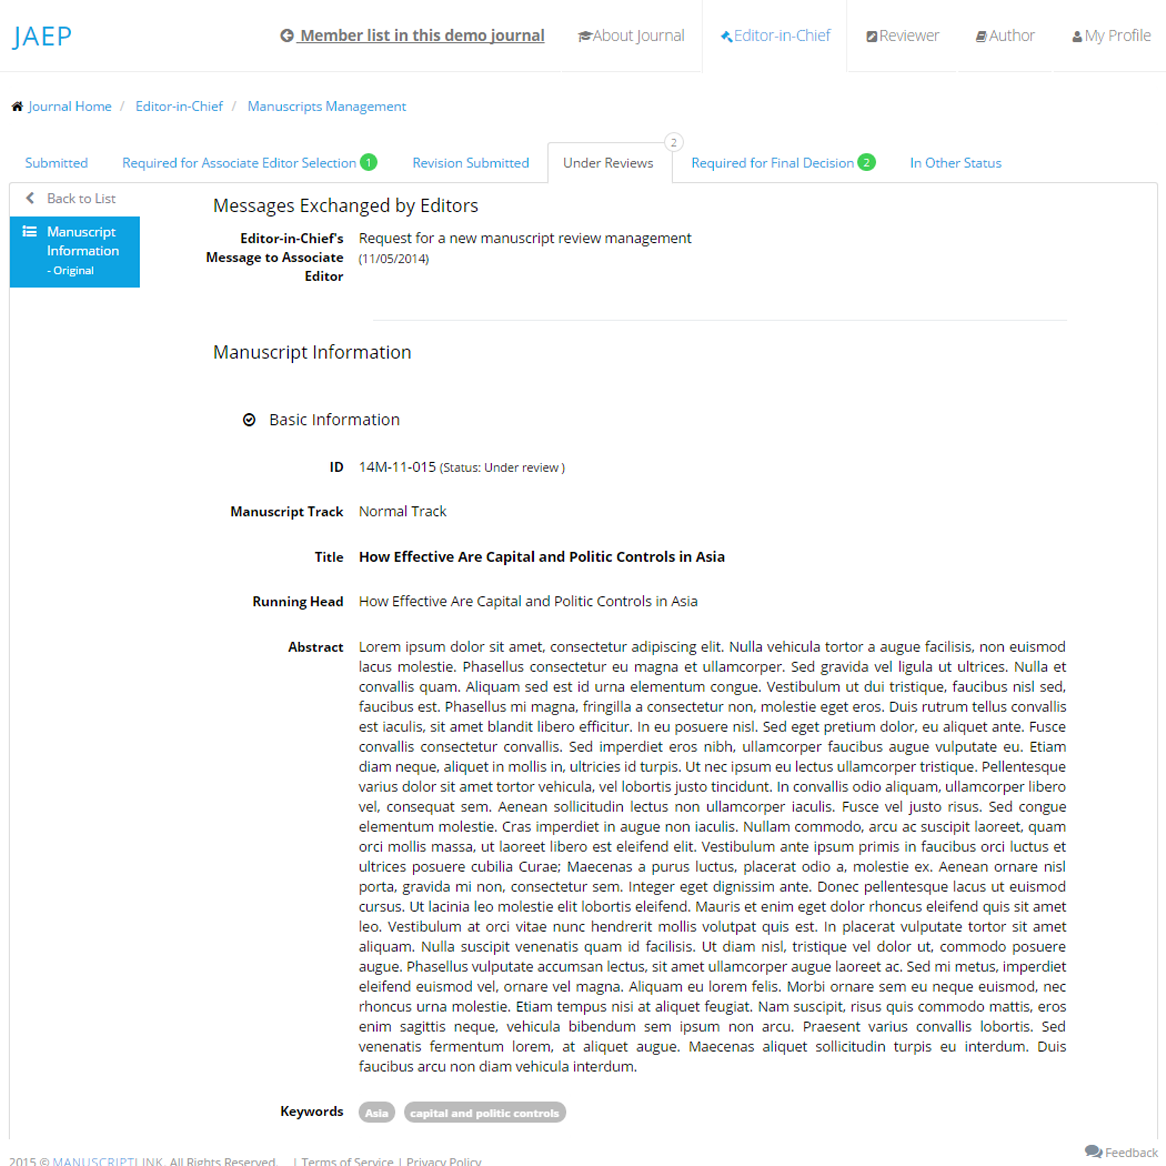 JAEP
Member list in this demo journal
About Journal
Editor-in-Chief
Reviewer
Author
My Profile
Journal Home / Editor-in-Chief / Manuscripts Management
Submitted
Required for Associate Editor Selection 1
Revision Submitted
Under Reviews 2
Required for Final Decision 2
In Other Status
Back to List
Manuscript
Information
- Original
Messages Exchanged by Editors
Editor-in-Chief's
Message to Associate
Editor
Request for a new manuscript review management
(11/05/2014)
Manuscript Information
Basic Information
ID 14M-11-015 (Status: Under review )
Manuscript Track Normal Track
Title How Effective Are Capital and Politic Controls in Asia
Running Head How Effective Are Capital and Politic Controls in Asia
Abstract Lorem ipsum dolor sit amet, consectetur adipiscing elit. Nulla vehicula tortor a augue facilisis, non euismod
lacus molestie. Phasellus consectetur eu magna et ullamcorper. Sed gravida vel ligula ut ultrices. Nulla et
convallis quam. Aliquam sed est id urna elementum congue. Vestibulum ut dui tristique, faucibus nisl sed,
faucibus est. Phasellus mi magna, fringilla a consectetur non, molestie eget eros. Duis rutrum tellus convallis
est iaculis, sit amet blandit libero efficitur. In eu posuere nisl. Sed eget pretium dolor, eu aliquet ante. Fusce
convallis consectetur convallis. Sed imperdiet eros nibh, ullamcorper faucibus augue vulputate eu. Etiam
diam neque, aliquet in mollis in, ultricies id turpis. Ut nec ipsum eu lectus ullamcorper tristique. Pellentesque
varius dolor sit amet tortor vehicula, vel lobortis justo tincidunt. In convallis odio aliquam, ullamcorper libero
vel, consequat sem. Aenean sollicitudin lectus non ullamcorper iaculis. Fusce vel justo risus. Sed congue
elementum molestie. Cras imperdiet in augue non iaculis. Nullam commodo, arcu ac suscipit laoreet, quam
orci mollis massa, ut laoreet libero est eleifend elit. Vestibulum ante ipsum primis in faucibus orci luctus et
ultrices posuere cubilia Curae; Maecenas a purus luctus, placerat odio a, molestie ex. Aenean ornare nisl
porta, gravida mi non, consectetur sem. Integer eget dignissim ante. Donec pellentesque lacus ut euismod
cursus. Ut lacinia leo molestie elit lobortis eleifend. Mauris et enim eget dolor rhoncus eleifend quis sit amet
leo. Vestibulum at orci vitae nunc hendrerit mollis volutpat quis est. In placerat vulputate tortor sit amet
aliquam. Nulla suscipit venenatis quam id facilisis. Ut diam nisl, tristique vel dolor ut, commodo posuere
augue. Phasellus vulputate accumsan lectus, sit amet ullamcorper augue laoreet ac. Sed mi metus, imperdiet
eleifend euismod vel, ornare vel magna. Aliquam eu lorem felis. Morbi ornare sem eu neque euismod, nec
rhoncus urna molestie. Etiam tempus nisi at aliquet feugiat. Nam suscipit, risus quis commodo mattis, eros
enim sagittis neque, vehicula bibendum sem ipsum non arcu. Praesent varius convallis lobortis. Sed
venenatis fermentum lorem, at aliquet augue. Maecenas aliquet sollicitudin turpis eu interdum. Duis
faucibus arcu non diam vehicula interdum.
Keywords Asia capital and politic controls
Feedback
2015 © MANUSCRIPTLINK. All Rights Reserved. | Terms of Service | Privacy Policy